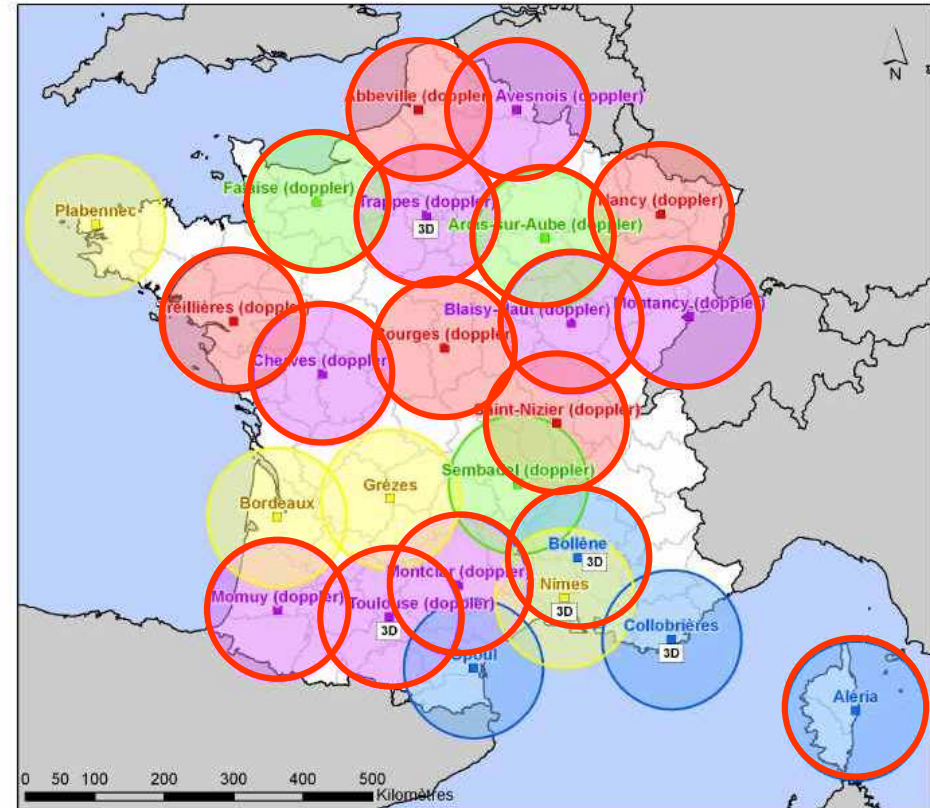 Abbeville (doppler
Avesnois (doppler)
N
Falaise (doppler)
Trappes (doppler)
3D
Nancy (doppler)
Plabennec
Arcis-sur-Aube (doppler)
Treillières (doppler)
Blaisy-Haut (doppler)
Montancy (doppler)
Bourges (doppler)
Cherves (doppler
Saint-Nizier (doppler)
Sembadel (doppler)
Grèzes
Bordeaux
Bollène
3D
Montclar (doppler)
Nîmes
3D
Momuy (doppler)
Toulouse (doppler)
3D
Collobrières
3D
Opoul
Aléria
0 50 100 200 300 400 500
Kilomètres